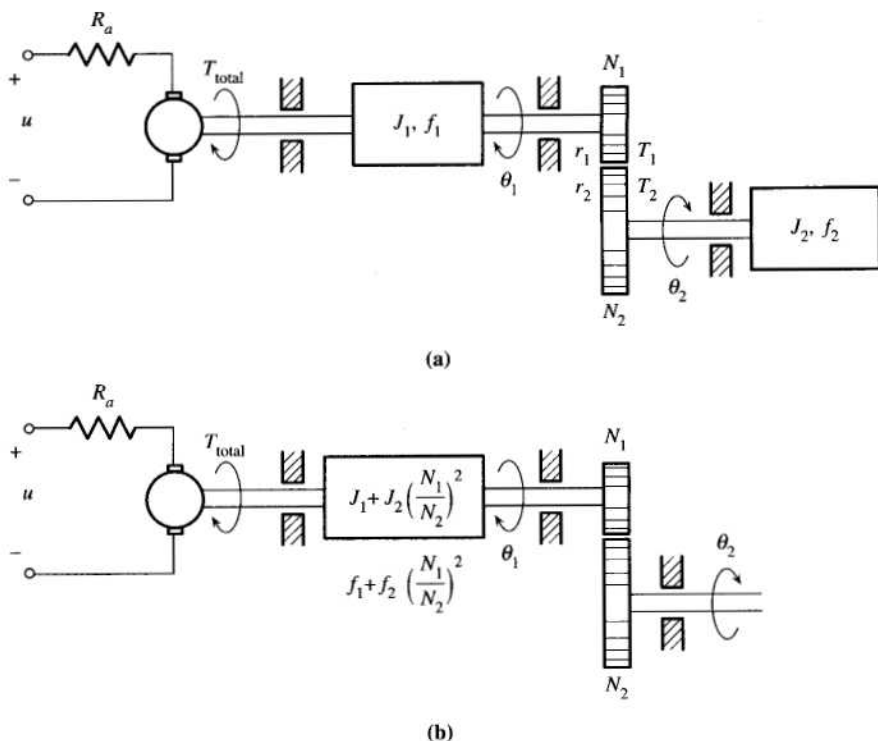 R_a
+
u
−
T_total
J_1, f_1
θ_1
N_1
r_1 T_1
r_2 T_2
N_2
θ_2
J_2, f_2
(a)
R_a
+
u
−
T_total
J_1 + J_2 (N_1/N_2)^2
f_1 + f_2 (N_1/N_2)^2
θ_1
N_1
N_2
θ_2
(b)